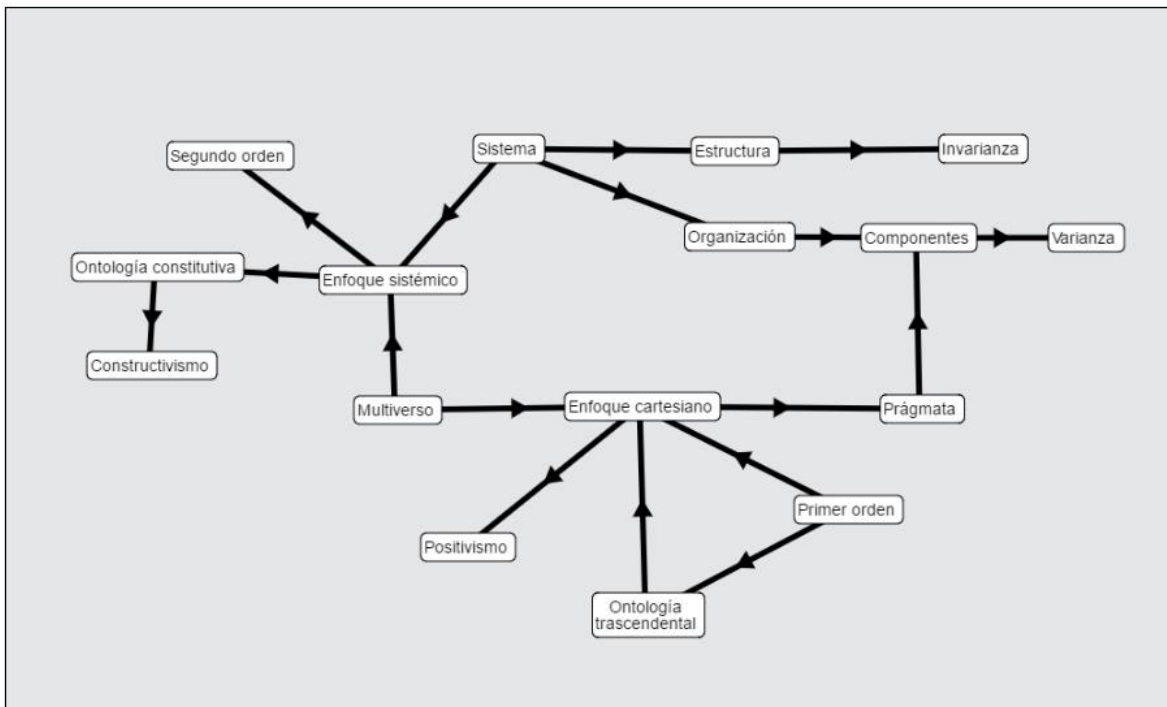 Sistema
Estructura
Invarianza
Segundo orden
Organización
Componentes
Varianza
Ontología constitutiva
Enfoque sistémico
Constructivismo
Multiverso
Enfoque cartesiano
Prágmata
Primer orden
Positivismo
Ontología
trascendental